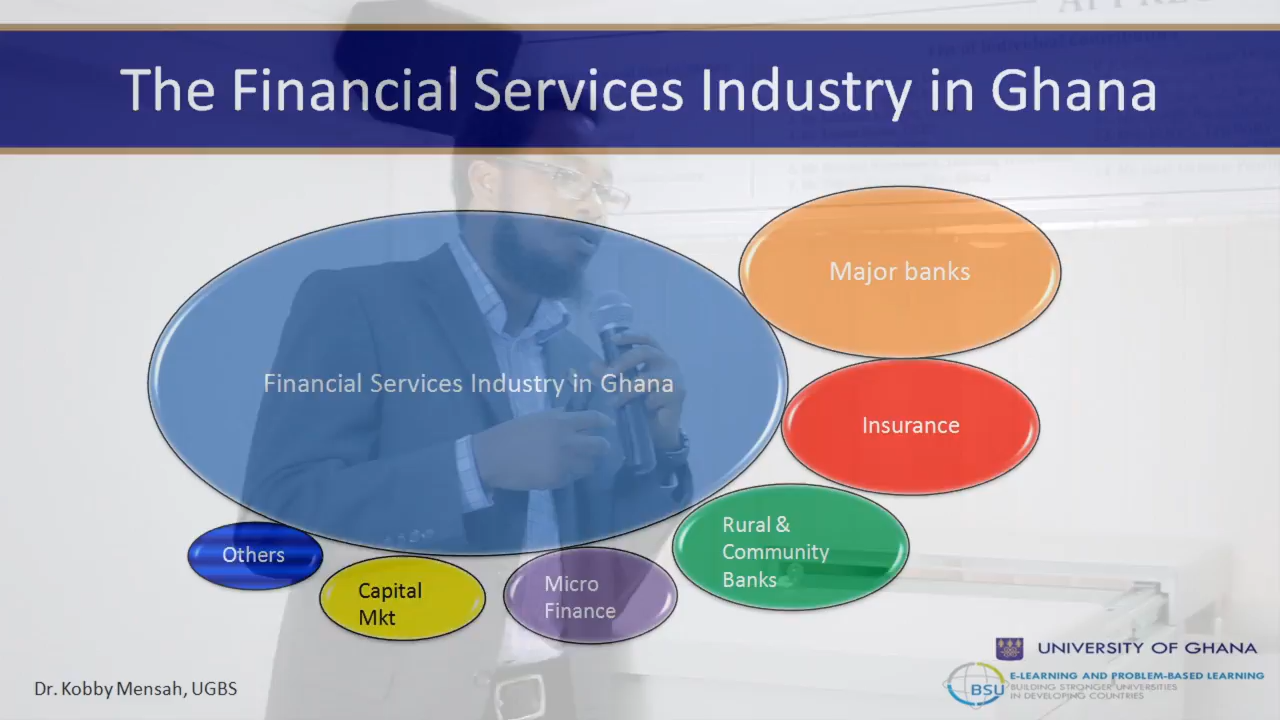 The Financial Services Industry in Ghana
Major banks
Financial Services Industry in Ghana
Insurance
Rural &
Community
Banks
Others
Capital
Mkt
Micro
Finance
UNIVERSITY OF GHANA
BSU
E-LEARNING AND PROBLEM-BASED LEARNING
BUILDING STRONGER UNIVERSITIES
IN DEVELOPING COUNTRIES
Dr. Kobby Mensah, UGBS